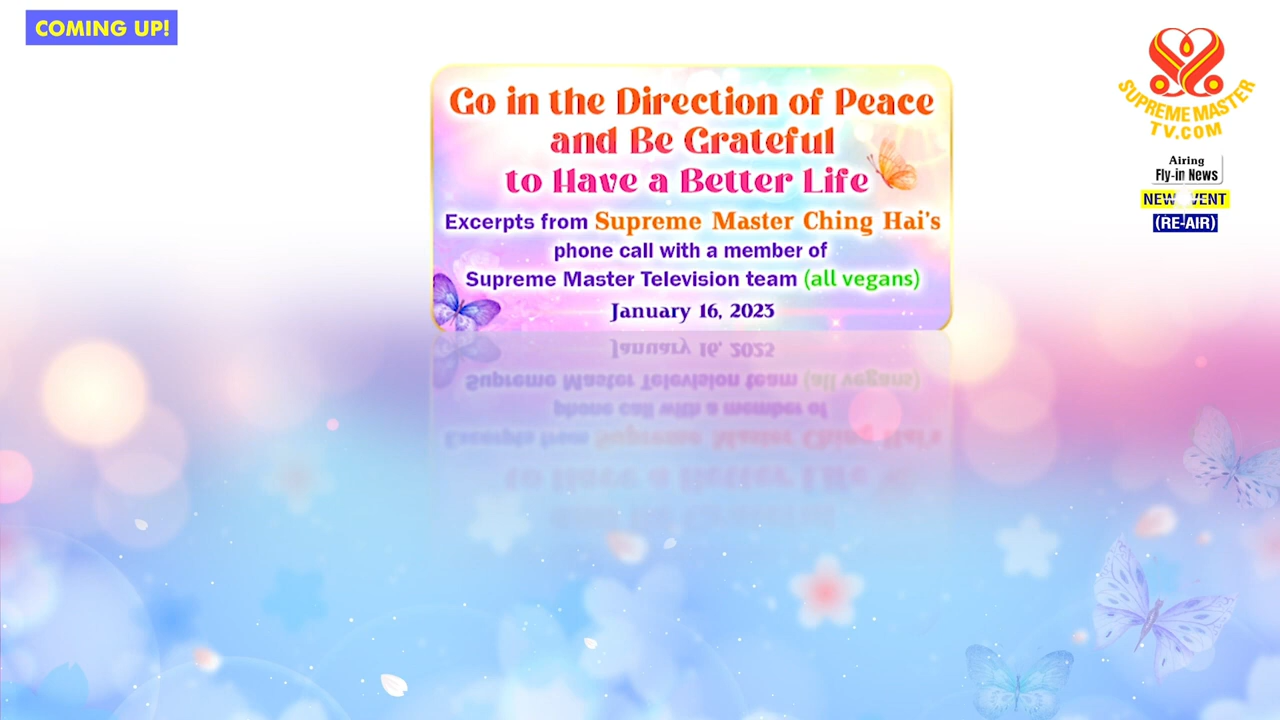 COMING UP!
Go in the Direction of Peace
and Be Grateful
to Have a Better Life
Excerpts from Supreme Master Ching Hai's
phone call with a member of
Supreme Master Television team (all vegans)
January 16, 2023
SUPREME MASTER
TV.COM
Airing
Fly-in News
(RE-AIR)